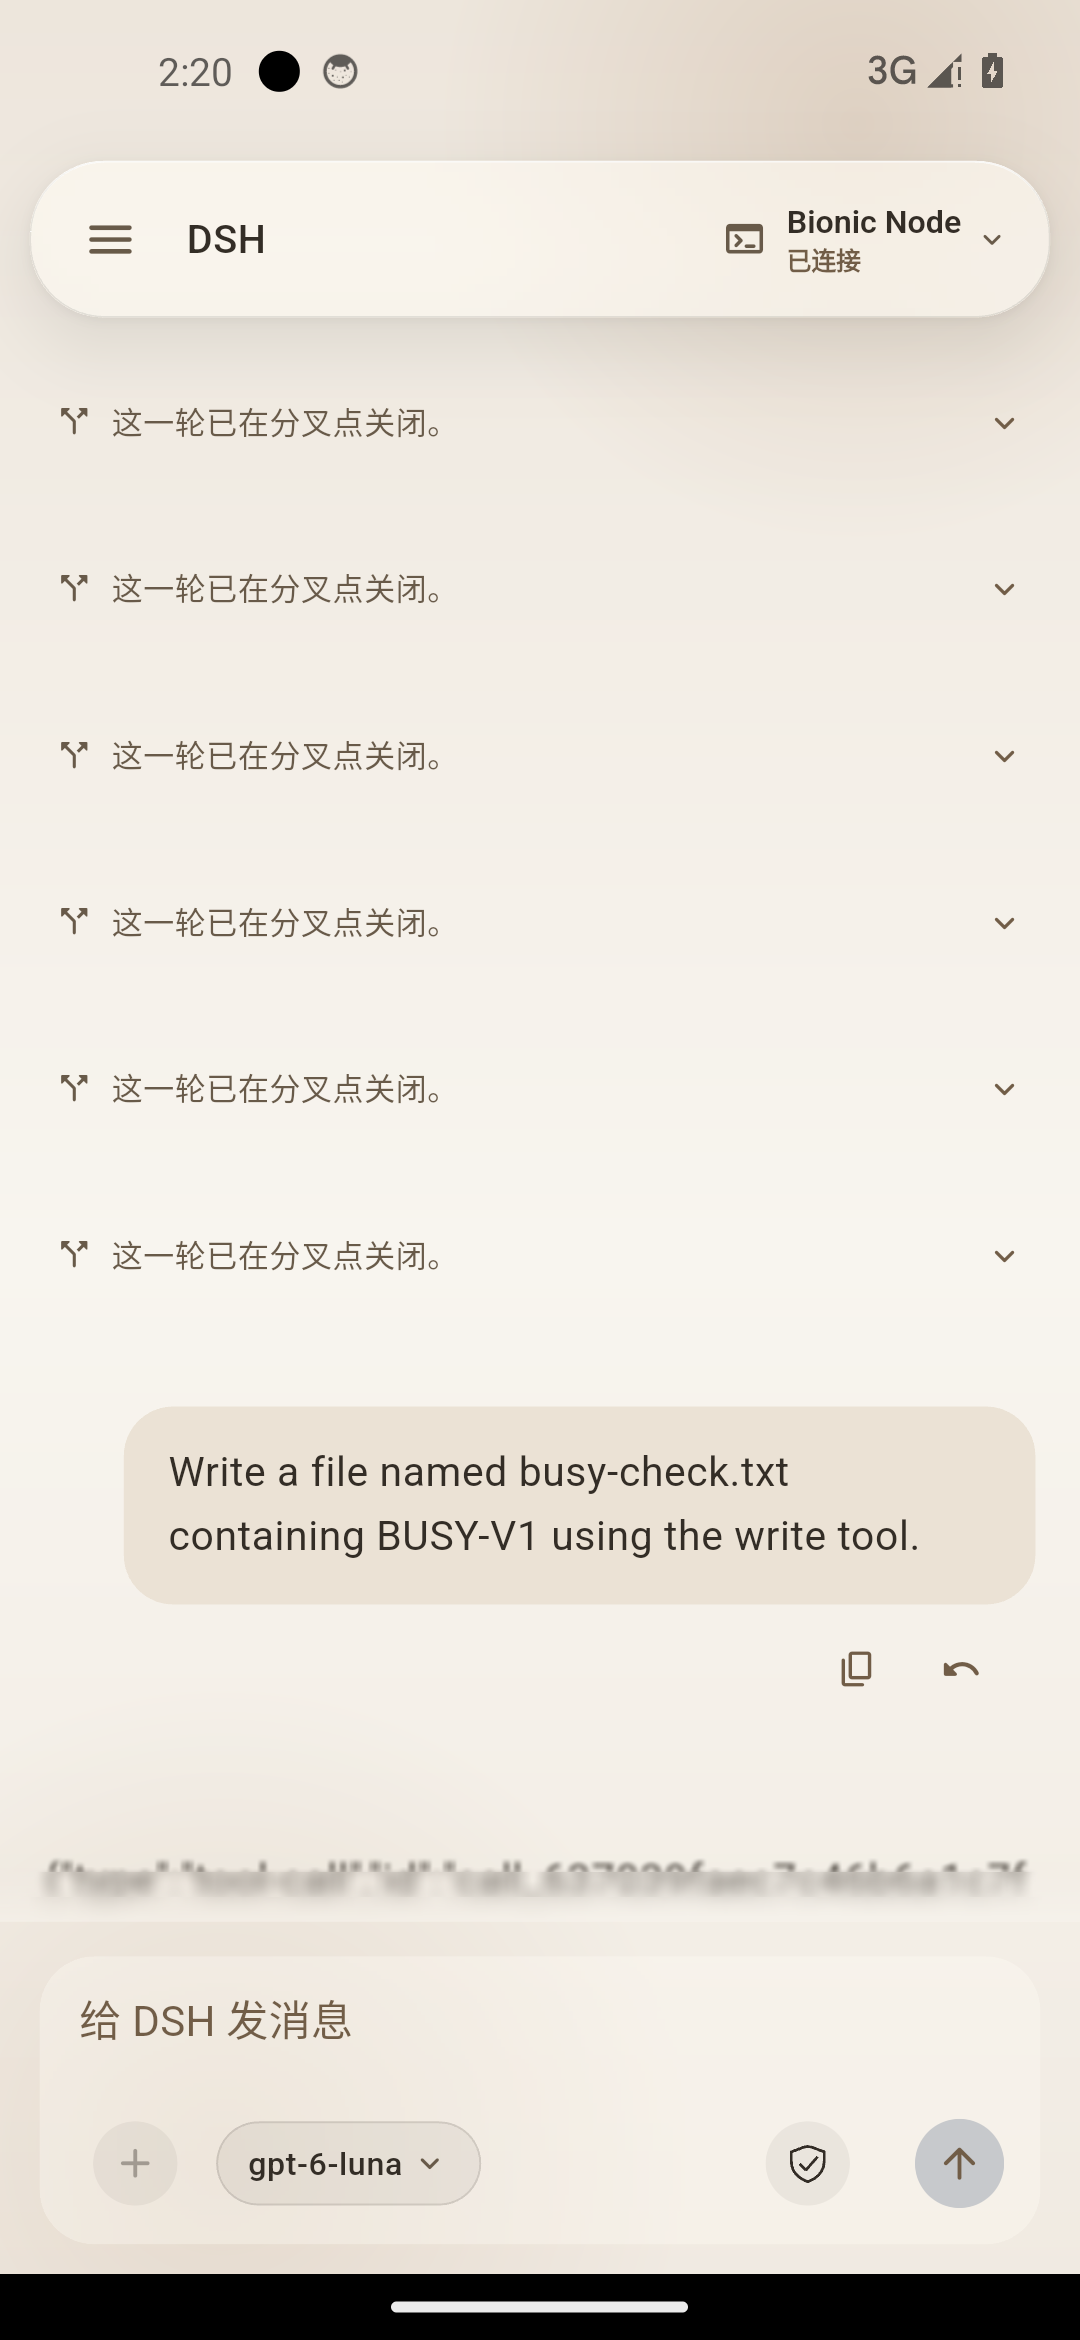 2:20
3G
DSH
Bionic Node
已连接
这一轮已在分叉点关闭。
这一轮已在分叉点关闭。
这一轮已在分叉点关闭。
这一轮已在分叉点关闭。
这一轮已在分叉点关闭。
这一轮已在分叉点关闭。
Write a file named busy-check.txt
containing BUSY-V1 using the write tool.
{"type":"tool-call","id":
给 DSH 发消息
gpt-6-luna